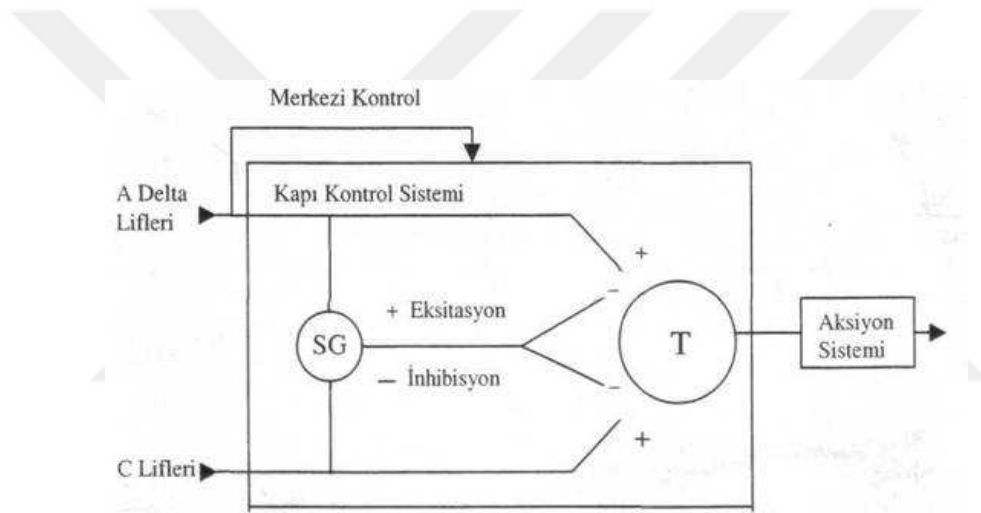 Merkezi Kontrol
A Delta
Lifleri
Kapı Kontrol Sistemi
+
–
+ Eksitasyon
SG
T
Aksiyon
Sistemi
– İnhibisyon
–
+
C Lifleri